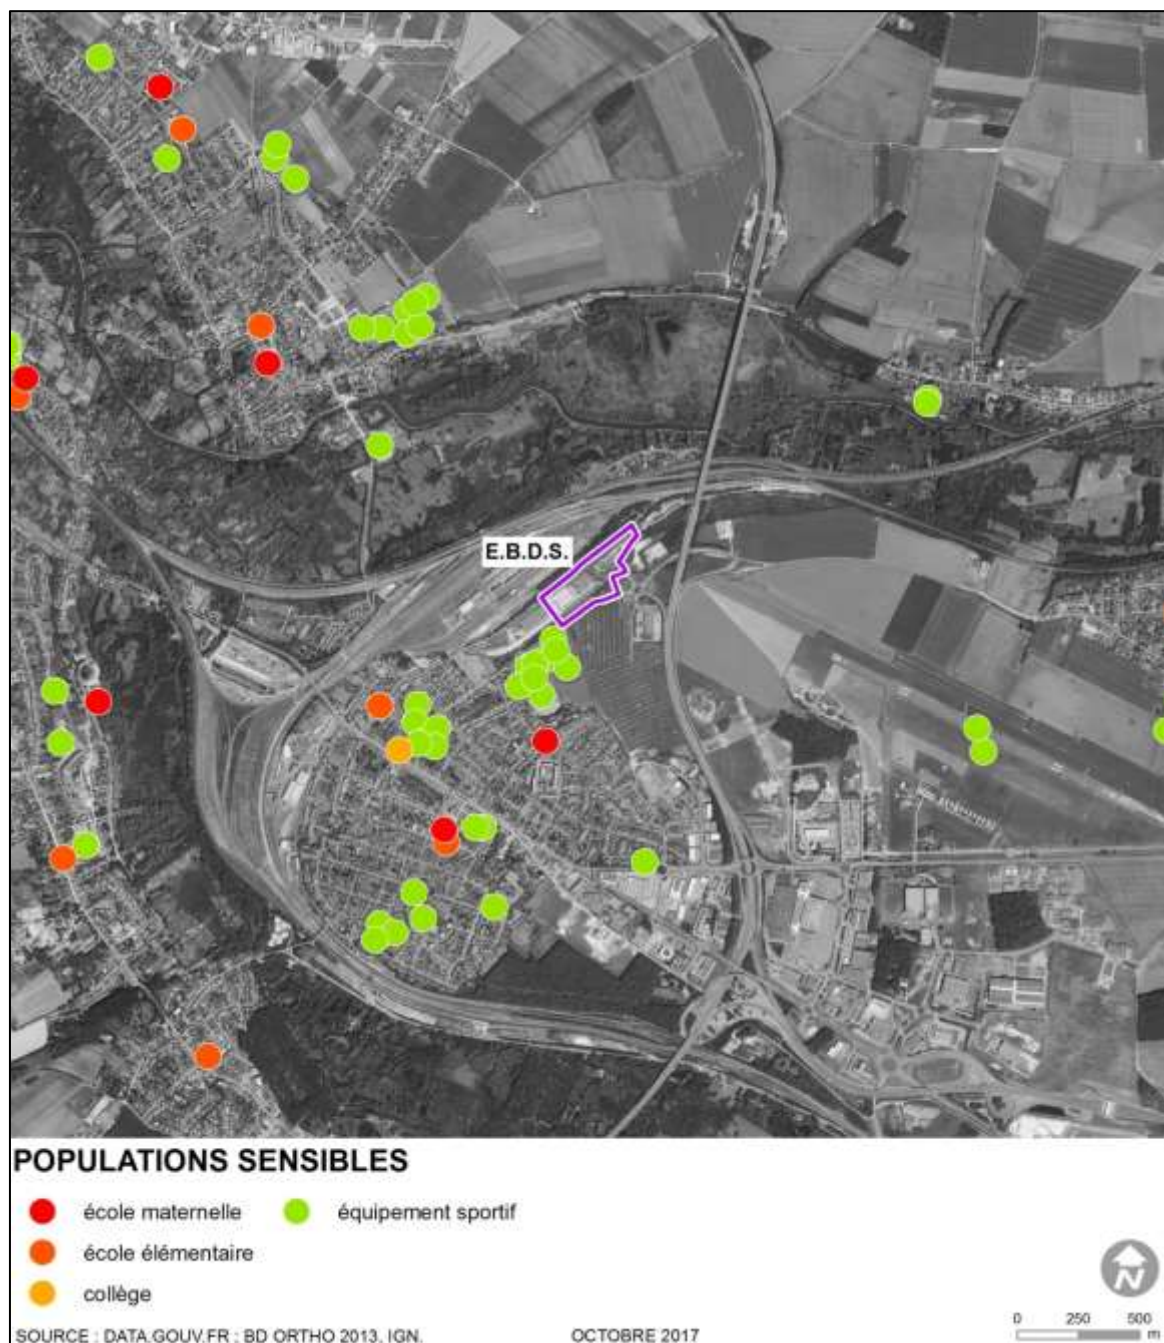 E.B.D.S.
POPULATIONS SENSIBLES
école maternelle
équipement sportif
école élémentaire
collège
N
0 250 500
m
SOURCE : DATA.GOUV.FR ; BD ORTHO 2013, IGN.
OCTOBRE 2017